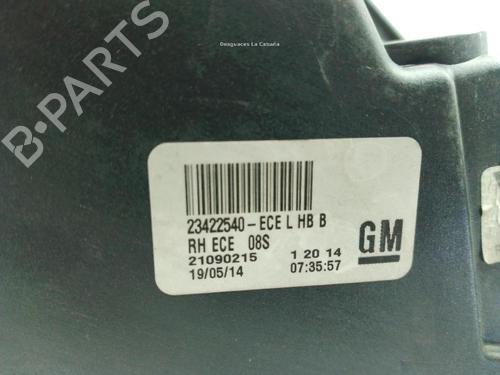 Desguaces La Cabaña
B-PARTS
23422540-ECE L HB B
RH ECE 08S
21090215 1 20 14
19/05/14 07:35:57
GM